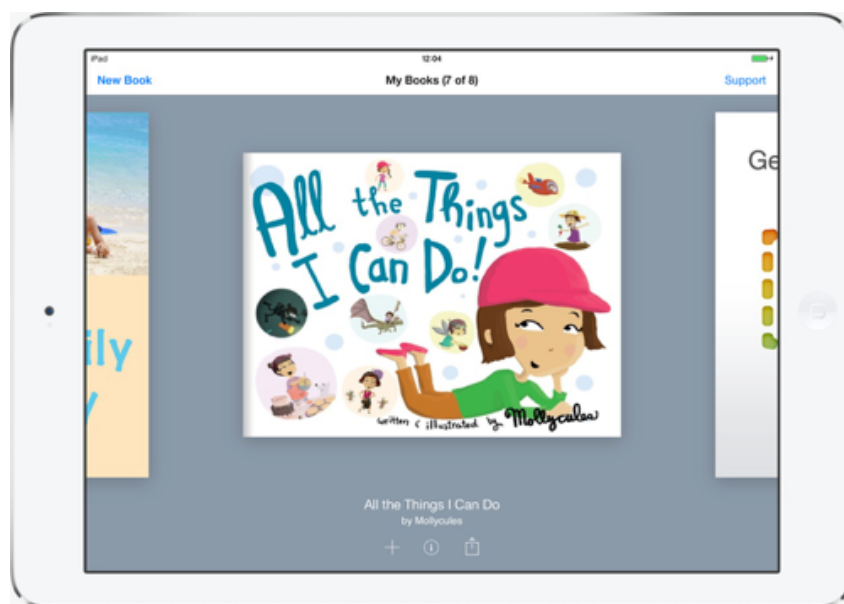 iPad 12:04
New Book My Books (7 of 8) Support
All the Things
I Can Do!
written & illustrated by Mollycules
ily
y
Ge
All the Things I Can Do
by Mollycules